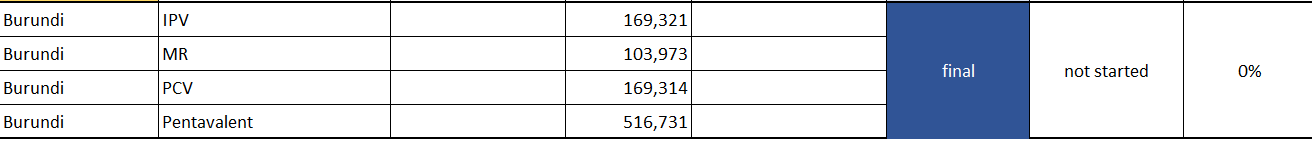 Burundi IPV 169,321
Burundi MR 103,973
final not started 0%
Burundi PCV 169,314
Burundi Pentavalent 516,731